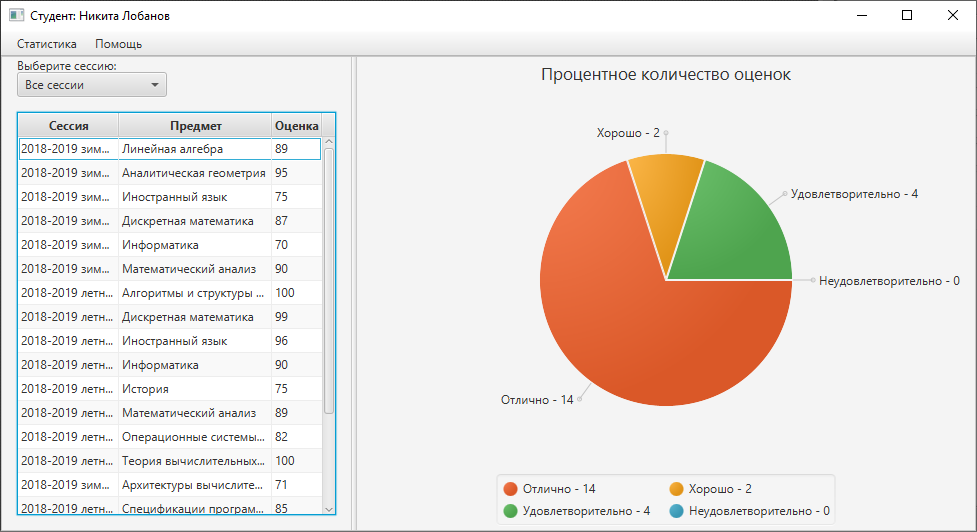 Студент: Никита Лобанов
Статистика Помощь
Выберите сессию:
Все сессии
Сессия Предмет Оценка
2018-2019 зим... Линейная алгебра 89
2018-2019 зим... Аналитическая геометрия 95
2018-2019 зим... Иностранный язык 75
2018-2019 зим... Дискретная математика 87
2018-2019 зим... Информатика 70
2018-2019 зим... Математический анализ 90
2018-2019 летн... Алгоритмы и структуры ... 100
2018-2019 летн... Дискретная математика 99
2018-2019 летн... Иностранный язык 96
2018-2019 летн... Информатика 90
2018-2019 летн... История 75
2018-2019 летн... Математический анализ 89
2018-2019 летн... Операционные системы... 82
2018-2019 летн... Теория вычислительных... 100
2018-2019 зим... Архитектуры вычислите... 71
2018-2019 зим... Спецификации програм... 85
Процентное количество оценок
Хорошо - 2
Удовлетворительно - 4
Неудовлетворительно - 0
Отлично - 14
Отлично - 14 Хорошо - 2
Удовлетворительно - 4 Неудовлетворительно - 0